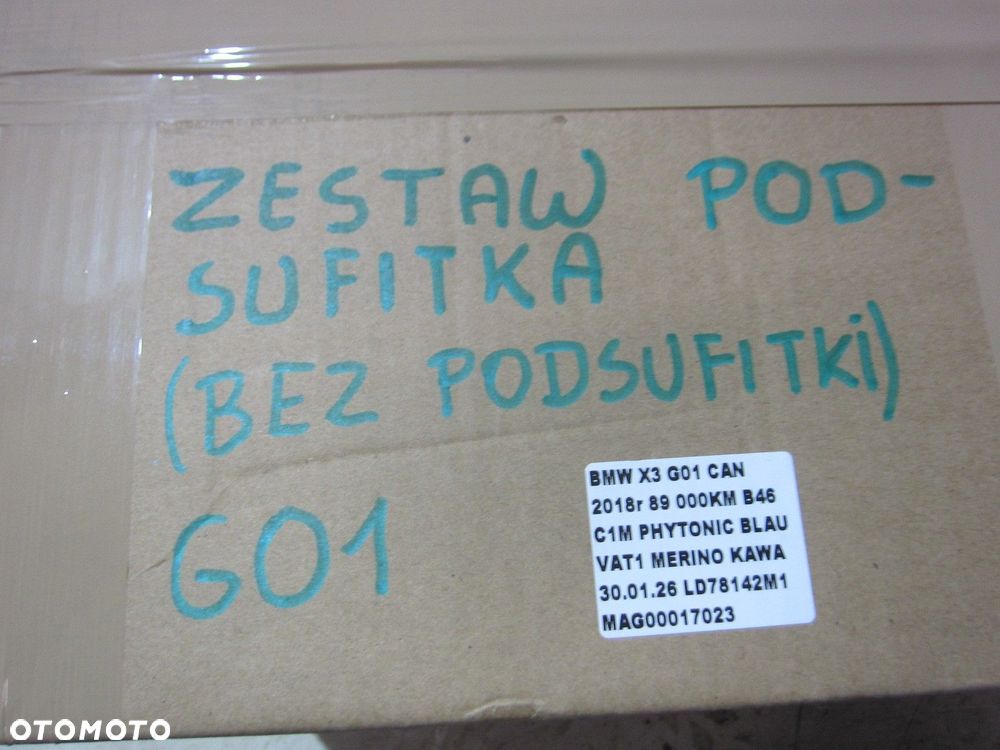 ZESTAW POD-
SUFITKA
(BEZ PODSUFITKi)
G01
BMW X3 G01 CAN
2018r 89 000KM B46
C1M PHYTONIC BLAU
VAT1 MERINO KAWA
30.01.26 LD78142M1
MAG00017023
OTOMOTO